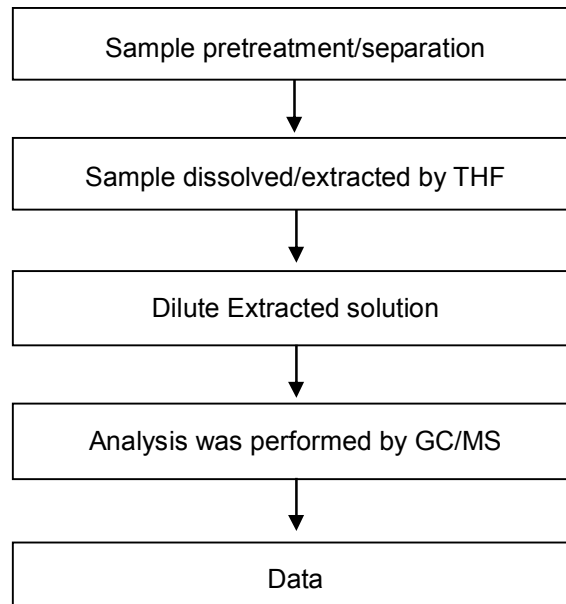 Sample pretreatment/separation
Sample dissolved/extracted by THF
Dilute Extracted solution
Analysis was performed by GC/MS
Data